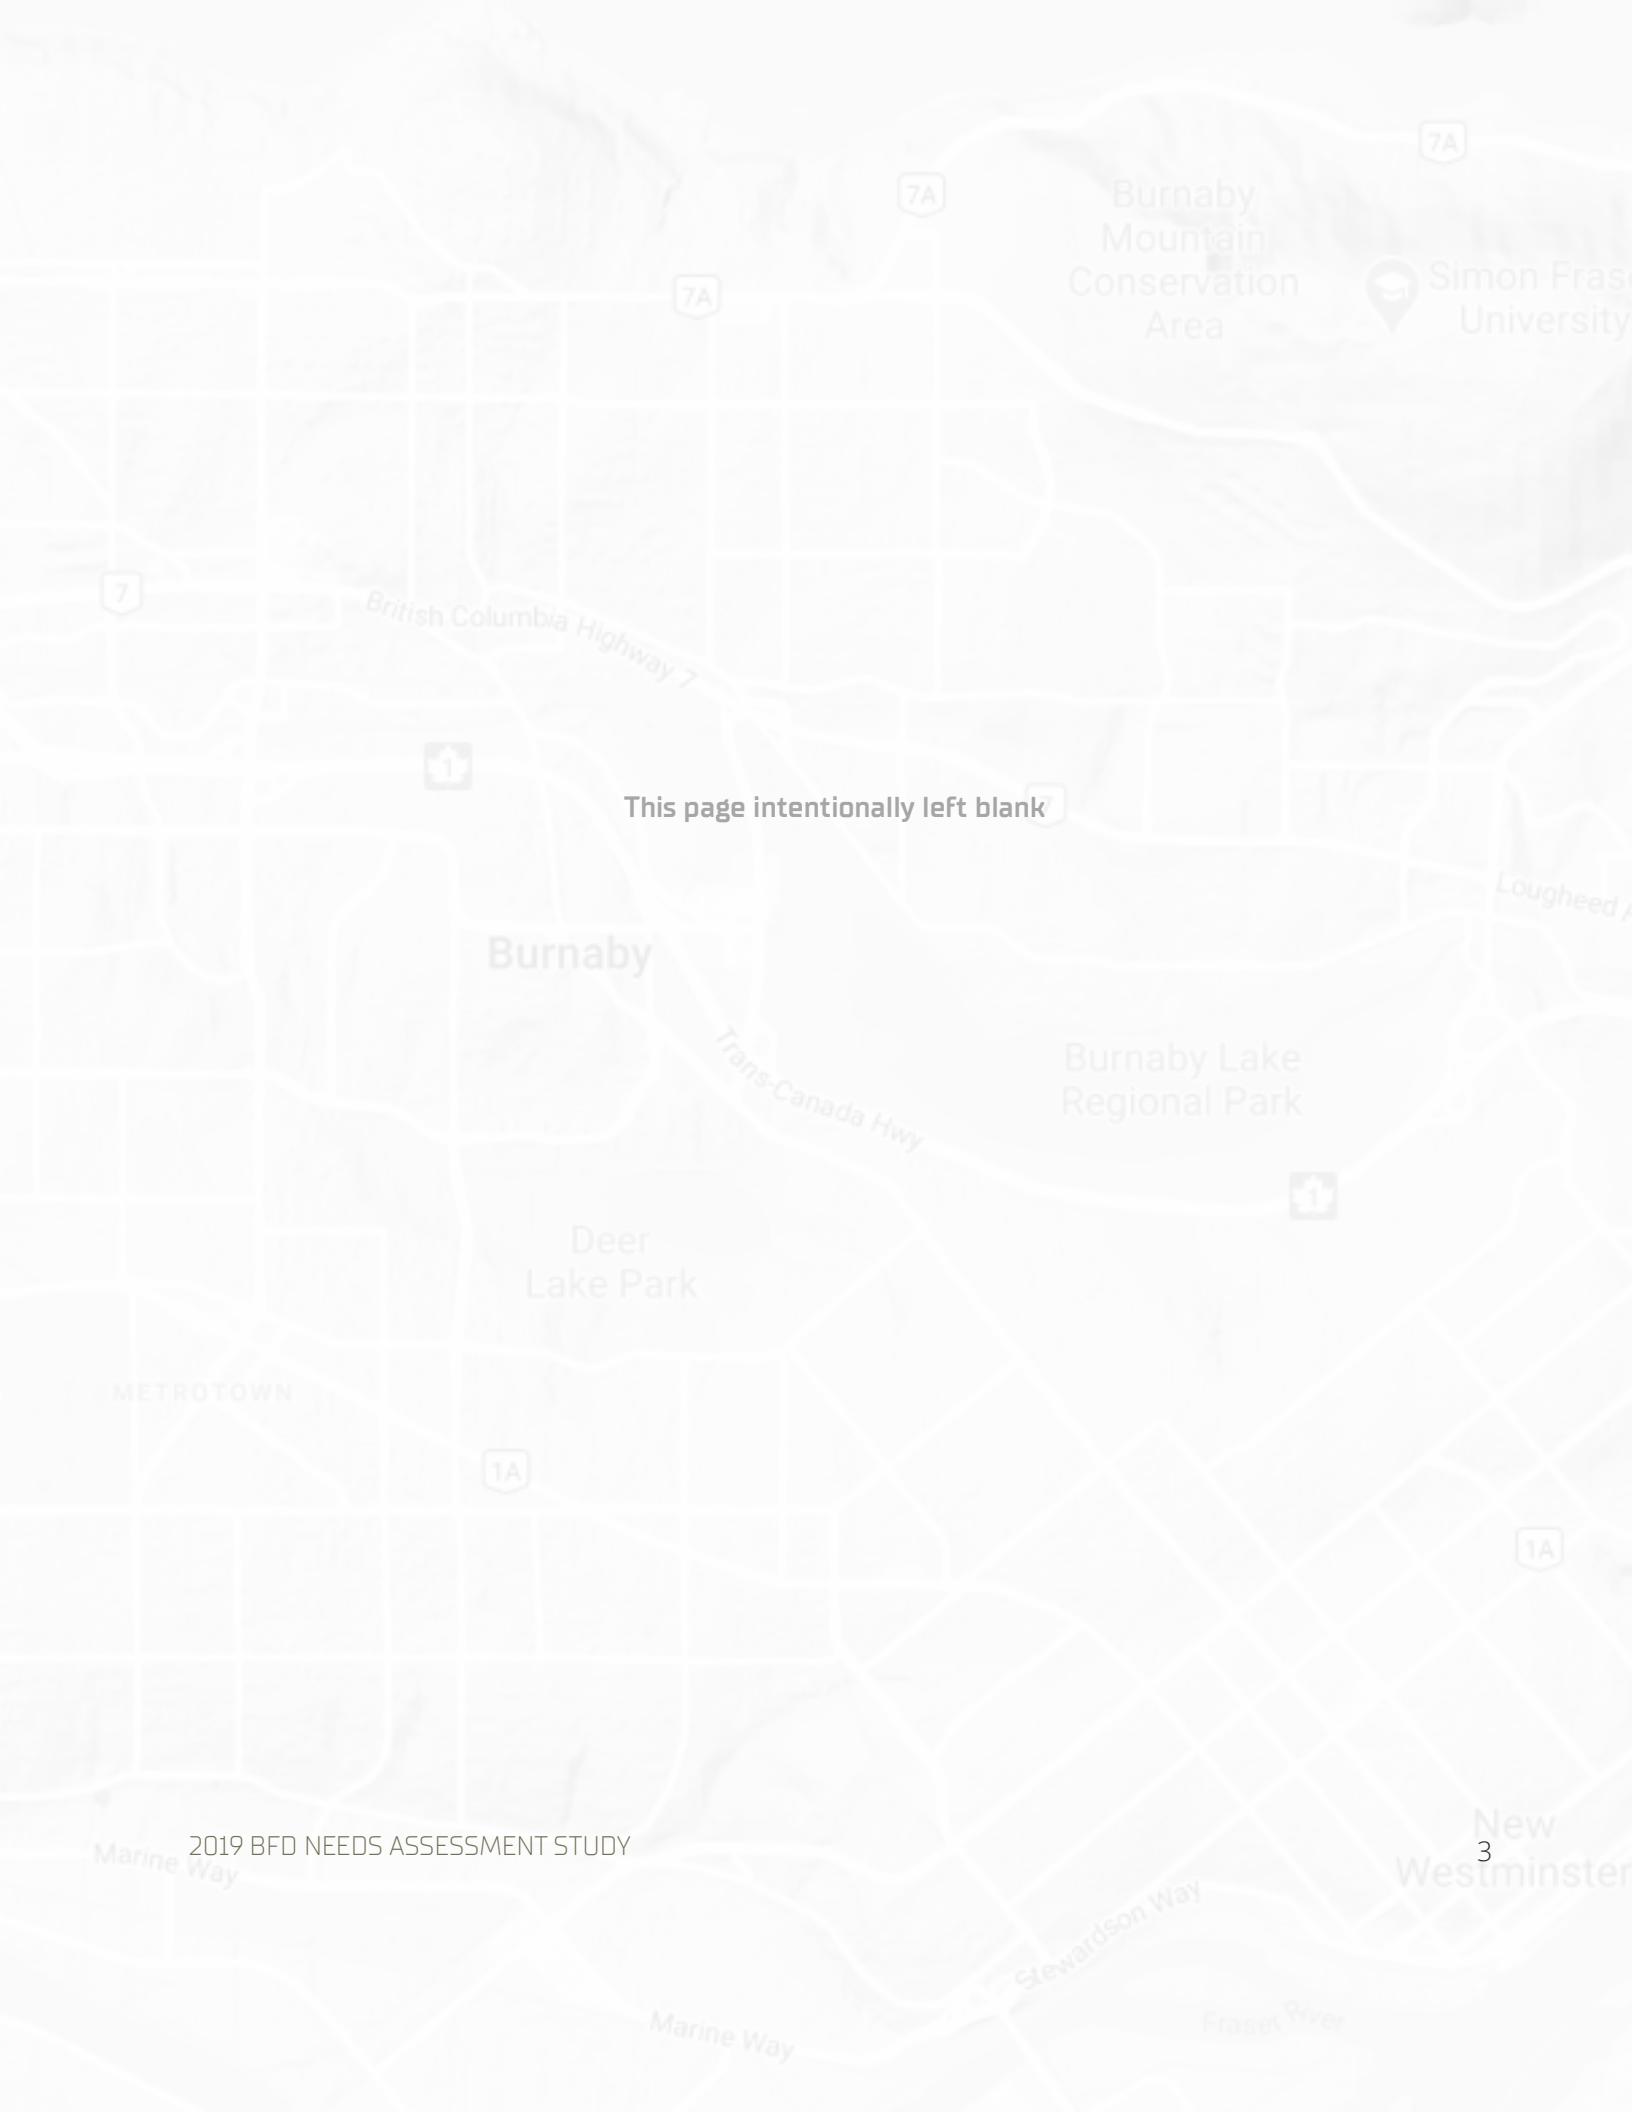 7A
7A
Burnaby
Mountain
Conservation
Area
Simon Fras
University
7A
7
British Columbia Highway 7
1
This page intentionally left blank
7
Lougheed A
Burnaby
Trans-Canada Hwy
Burnaby Lake
Regional Park
1
Deer
Lake Park
METROTOWN
1A
1A
New
Westminster
2019 BFD NEEDS ASSESSMENT STUDY
3
Marine Way
Stewardson Way
Marine Way
Fraser River